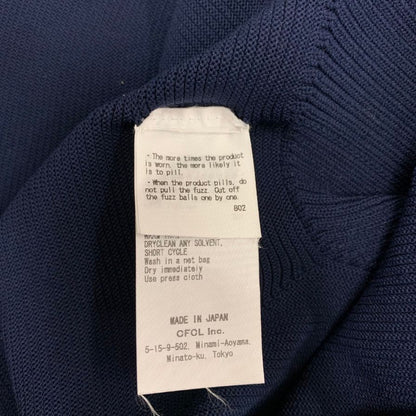 - The more times the product
is worn, the more likely it
is to pill.
- When the product pills, do
not pull the fuzz. Cut off
the fuzz balls one by one.
802
DRYCLEAN ANY SOLVENT,
SHORT CYCLE
Wash in a net bag
Dry immediately
Use press cloth
MADE IN JAPAN
CFCL Inc.
5-15-9-502, Minami-Aoyama,
Minato-ku, Tokyo